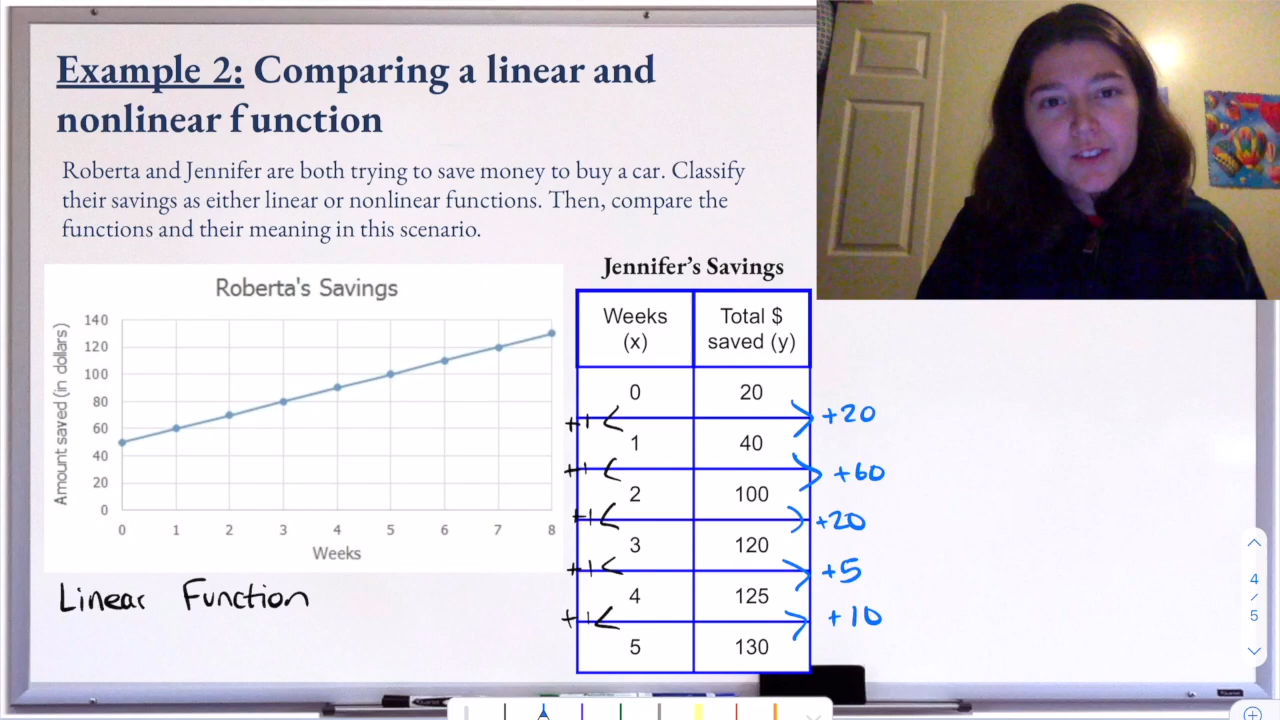 Example 2: Comparing a linear and
nonlinear function
Roberta and Jennifer are both trying to save money to buy a car. Classify
their savings as either linear or nonlinear functions. Then, compare the
functions and their meaning in this scenario.
Roberta's Savings
Amount saved (in dollars)
140
120
100
80
60
40
20
0
0 1 2 3 4 5 6 7 8
Weeks
Linear Function
Jennifer's Savings
Weeks Total $
(x) saved (y)
0 20
+1 +20
1 40
+1 +60
2 100
+1 +20
3 120
+1 +5
4 125
+1 +10
5 130
4
/
5